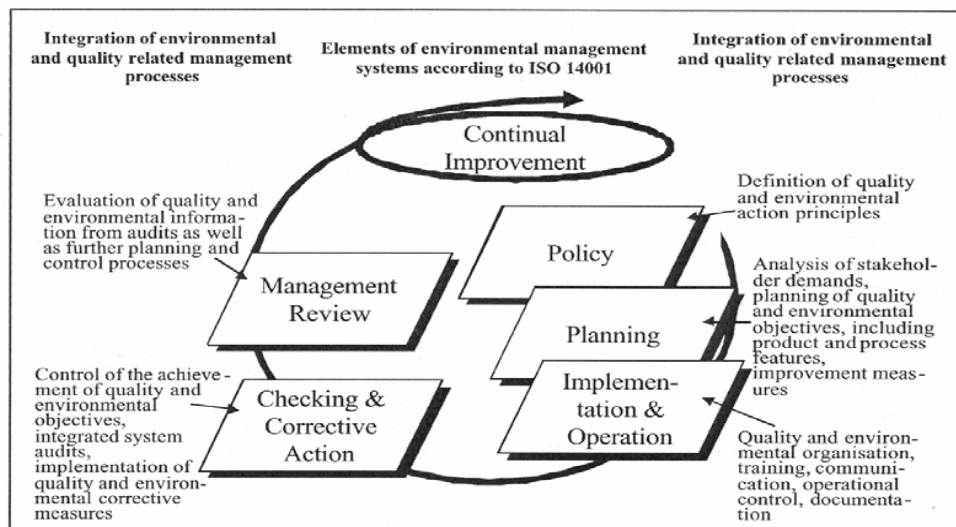 Integration of environmental
and quality related management
processes
Elements of environmental management
systems according to ISO 14001
Integration of environmental
and quality related management
processes
Continual
Improvement
Definition of quality
and environmental
action principles
Policy
Evaluation of quality and
environmental informa-
tion from audits as well
as further planning and
control processes
Management
Review
Analysis of stakehol-
der demands,
planning of quality
and environmental
objectives, including
product and process
features,
improvement meas-
ures
Planning
Control of the achieve-
ment of quality and
environmental
objectives,
integrated system
audits,
implementation of
quality and environ-
mental corrective
measures
Checking &
Corrective
Action
Implemen-
tation &
Operation
Quality and environ-
mental organisation,
training, communi-
cation, operational
control, documenta-
tion